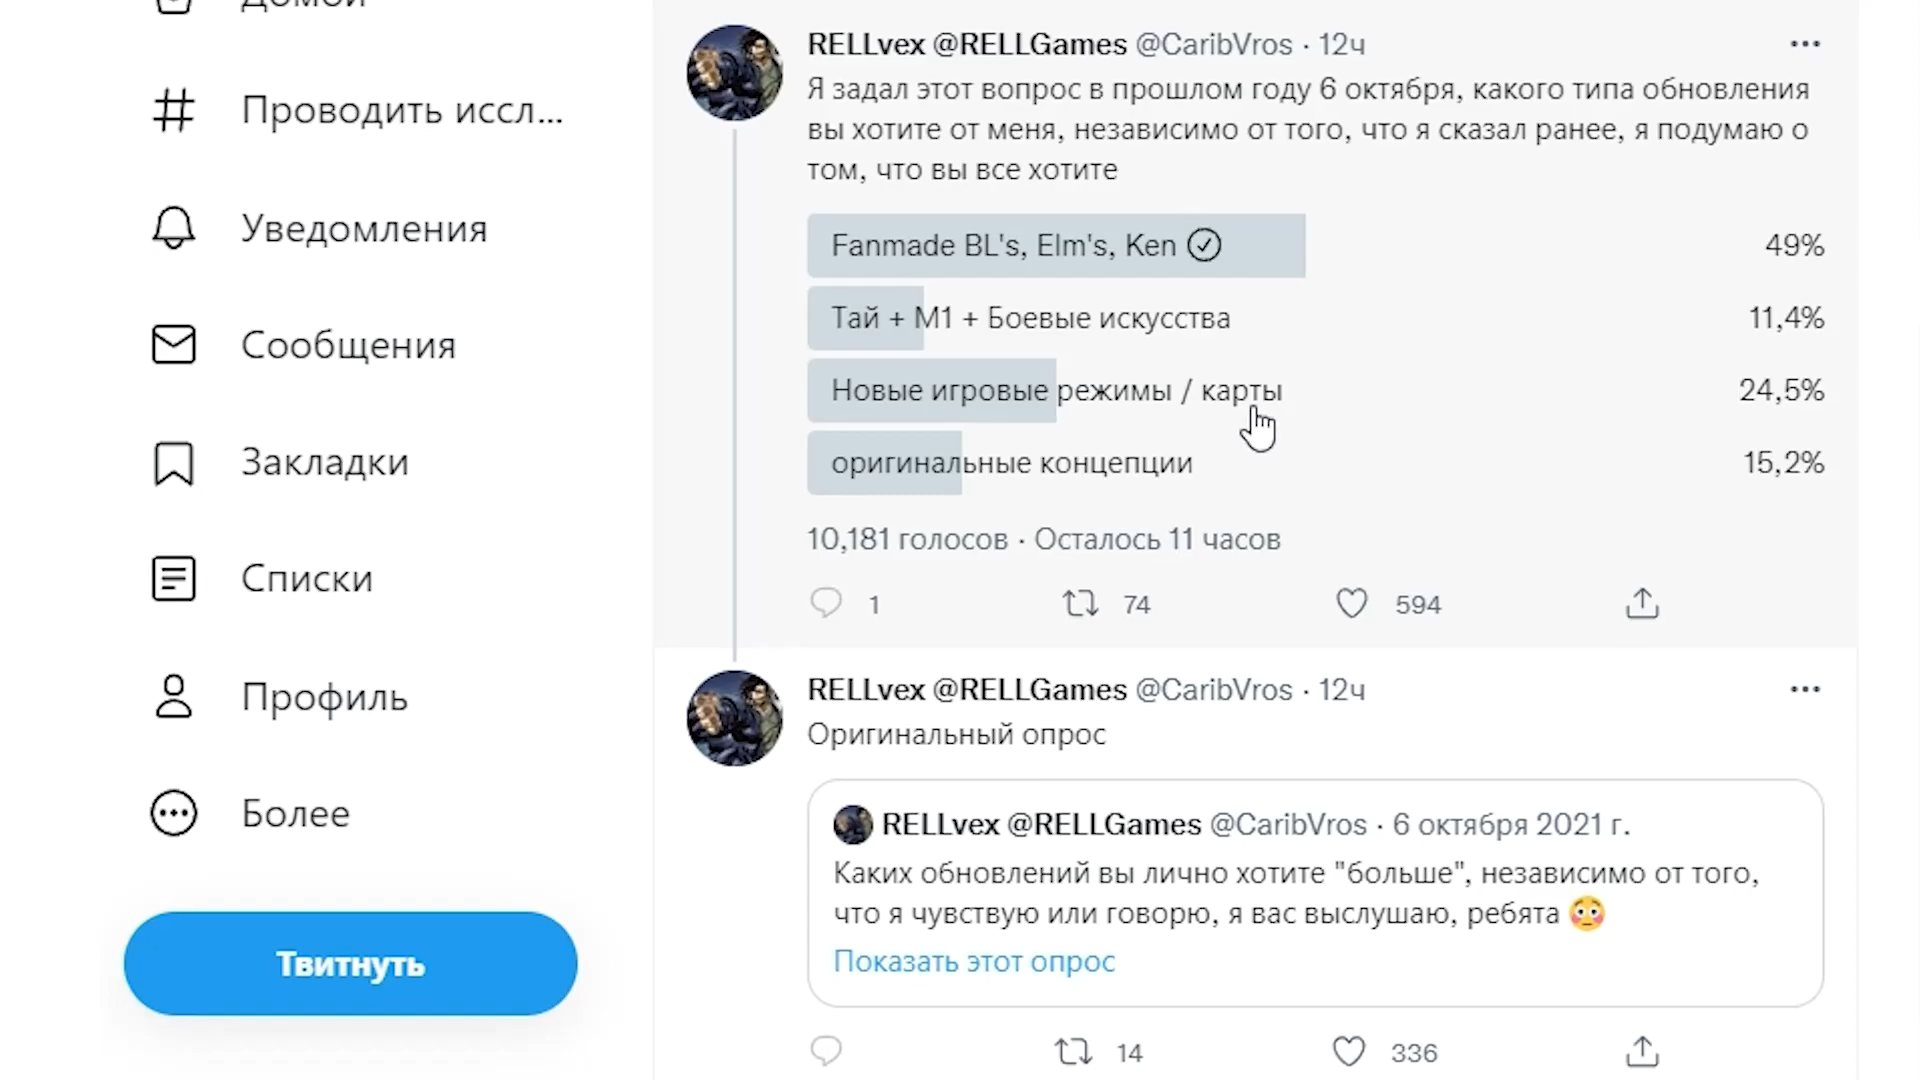 Домой
Проводить иссл...
Уведомления
Сообщения
Закладки
Списки
Профиль
Более
Твитнуть
RELLvex @RELLGames @CaribVros · 12ч
Я задал этот вопрос в прошлом году 6 октября, какого типа обновления
вы хотите от меня, независимо от того, что я сказал ранее, я подумаю о
том, что вы все хотите
Fanmade BL's, Elm's, Ken 49%
Тай + M1 + Боевые искусства 11,4%
Новые игровые режимы / карты 24,5%
оригинальные концепции 15,2%
10,181 голосов · Осталось 11 часов
1 74 594
RELLvex @RELLGames @CaribVros · 12ч
Оригинальный опрос
RELLvex @RELLGames @CaribVros · 6 октября 2021 г.
Каких обновлений вы лично хотите "больше", независимо от того,
что я чувствую или говорю, я вас выслушаю, ребята 😳
Показать этот опрос
14 336